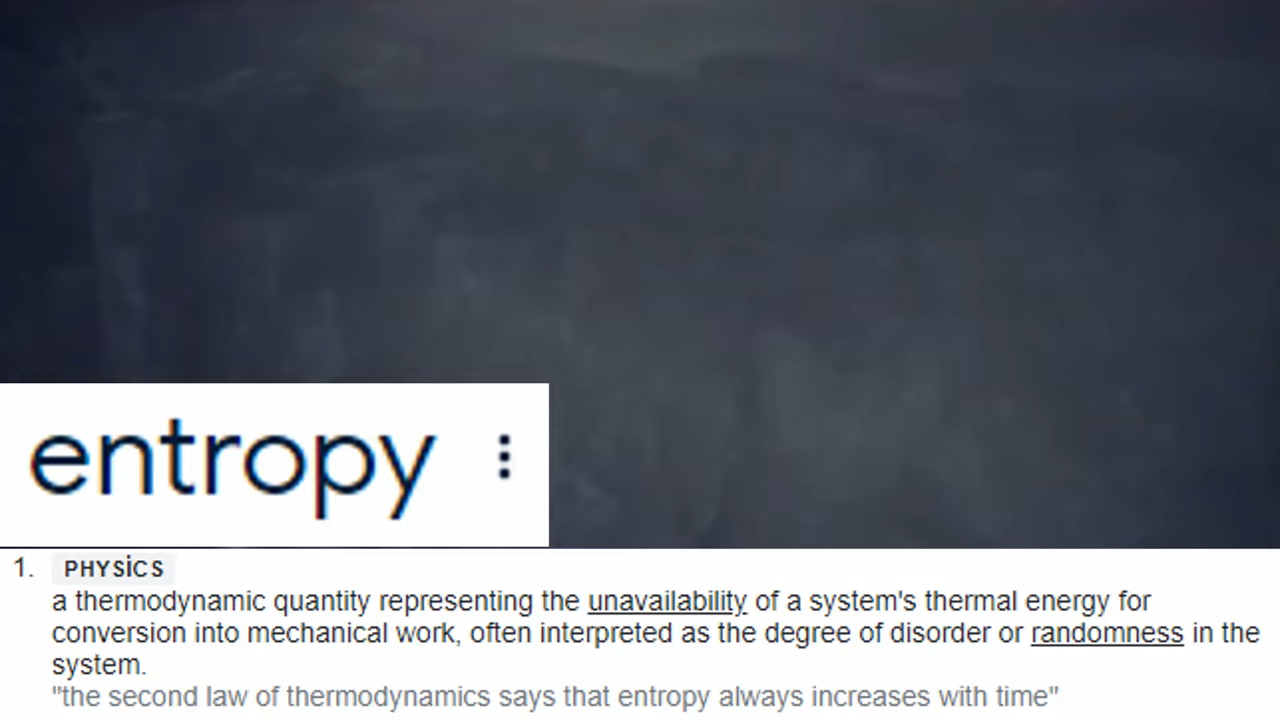 entropy
1. PHYSİCS
a thermodynamic quantity representing the unavailability of a system's thermal energy for
conversion into mechanical work, often interpreted as the degree of disorder or randomness in the
system.
"the second law of thermodynamics says that entropy always increases with time"